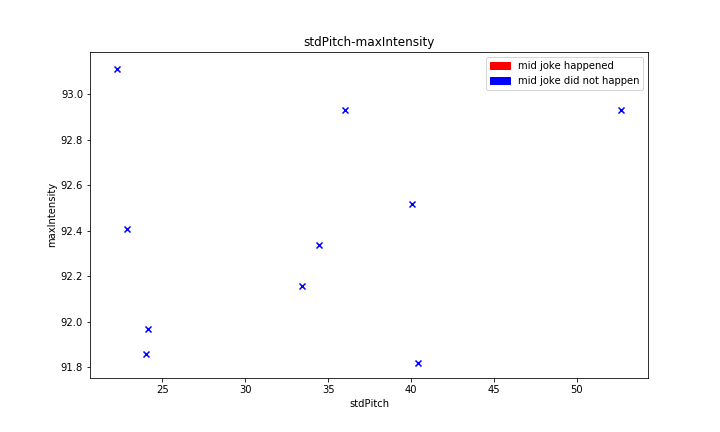 stdPitch-maxIntensity
mid joke happened
mid joke did not happen
maxIntensity
93.0
92.8
92.6
92.4
92.2
92.0
91.8
25
30
35
40
45
50
stdPitch